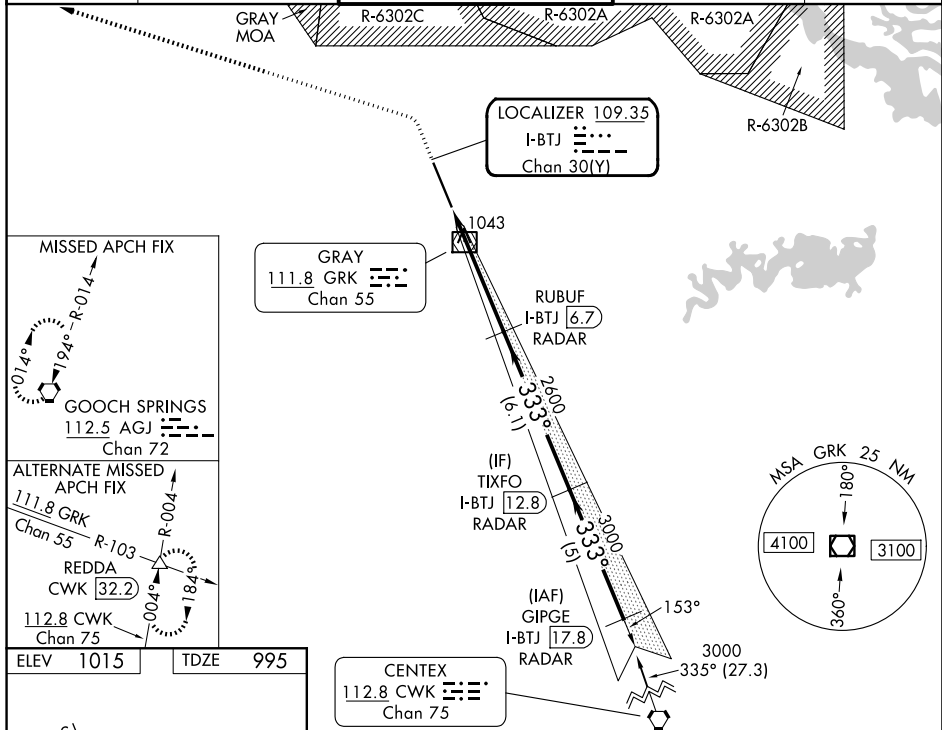 GRAY
MOA
R-6302C
R-6302A
R-6302A
R-6302B
LOCALIZER 109.35
I-BTJ
Chan 30(Y)
1043
GRAY
111.8 GRK
Chan 55
MISSED APCH FIX
R-014
014°
194°
GOOCH SPRINGS
112.5 AGJ
Chan 72
RUBUF
I-BTJ 6.7
RADAR
2600
333°
(6.1)
ALTERNATE MISSED
APCH FIX
111.8 GRK
Chan 55
R-103
R-004
REDDA
CWK 32.2
004°
184°
112.8 CWK
Chan 75
(IF)
TIXFO
I-BTJ 12.8
RADAR
3000
333°
(5)
MSA GRK 25 NM
180°
4100
3100
360°
(IAF)
GIPGE
I-BTJ 17.8
RADAR
153°
3000
335° (27.3)
CENTEX
112.8 CWK
Chan 75
ELEV 1015
TDZE 995